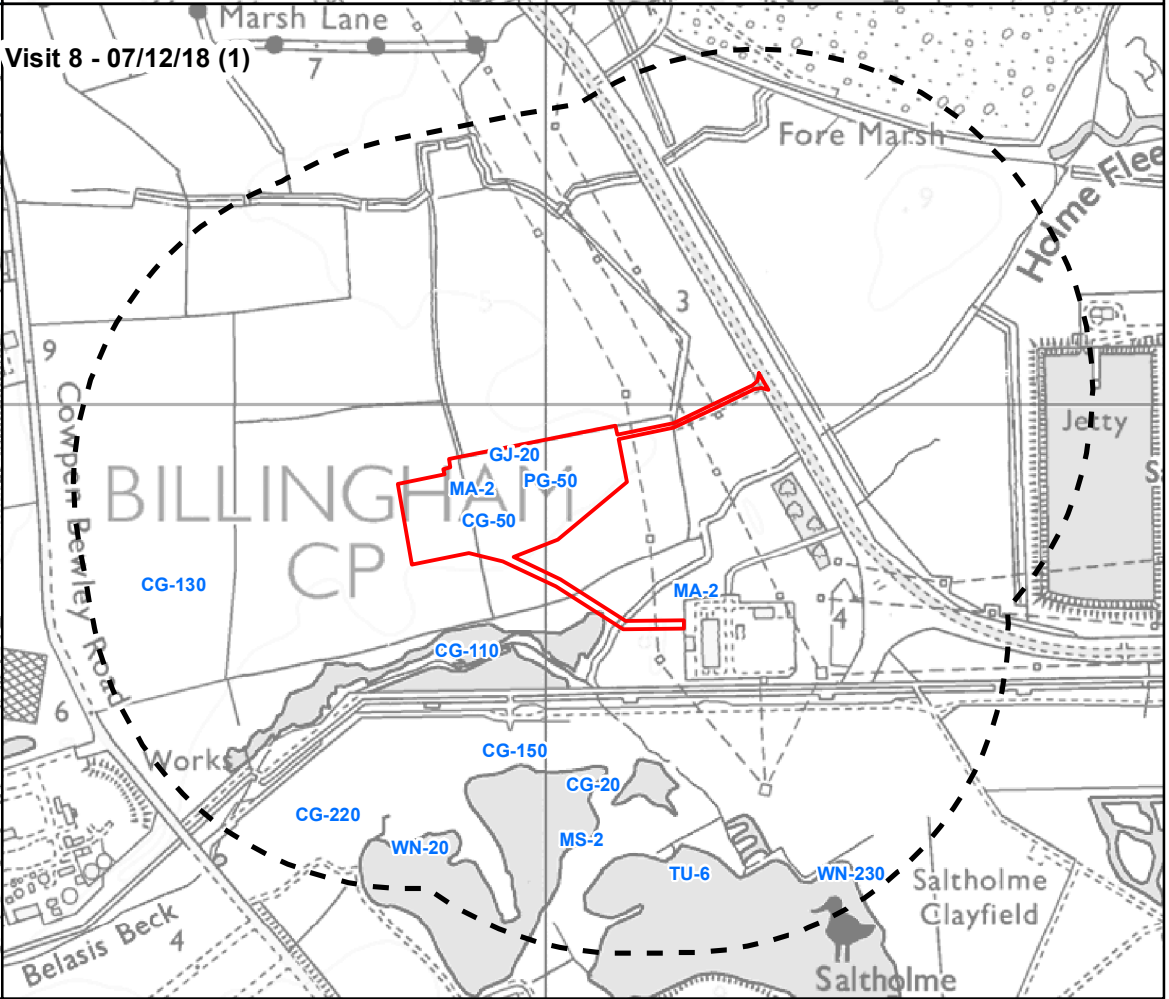 Marsh Lane
Visit 8 - 07/12/18 (1)
7
Fore Marsh
9
Holme Flee
5
3
9
Cowpen Bewley Road
Jetty
S
GJ-20
MA-2
PG-50
BILLINGHAM
CP
CG-50
CG-130
MA-2
4
CG-110
6
Works
CG-150
CG-20
CG-220
WN-20
MS-2
TU-6
WN-230
Saltholme
Clayfield
Belasis Beck
4
Saltholme